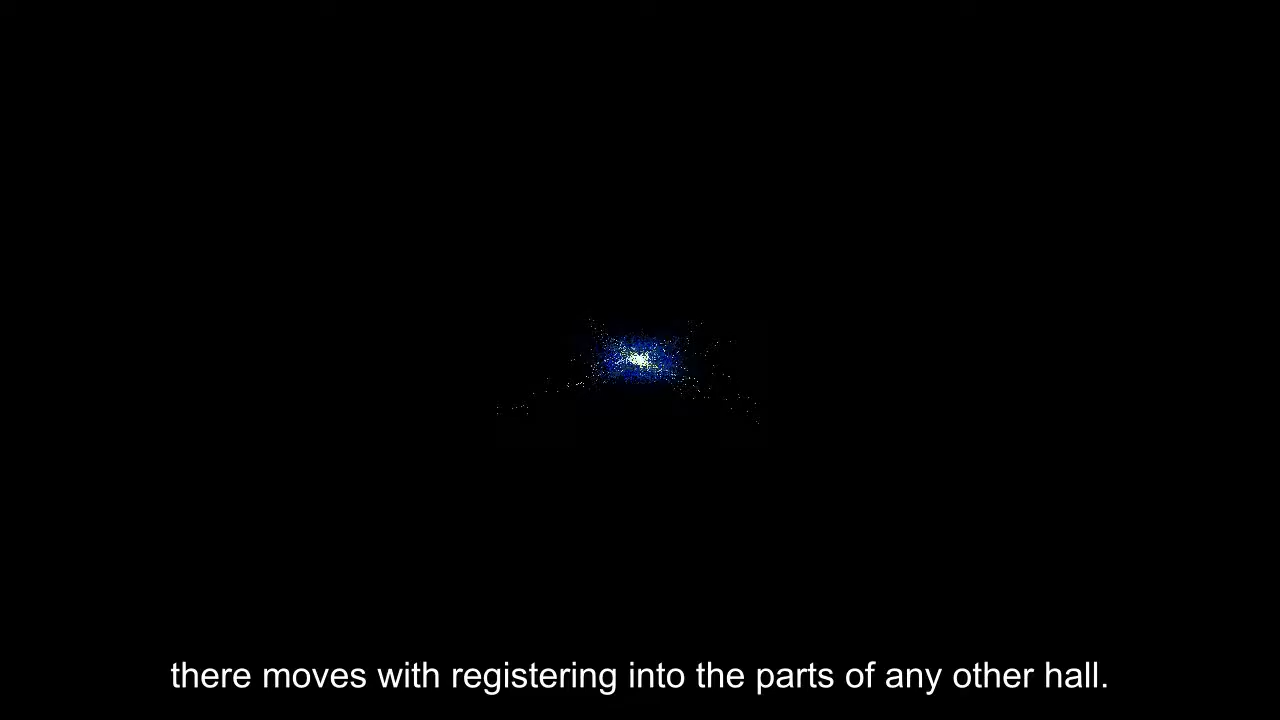 there moves with registering into the parts of any other hall.